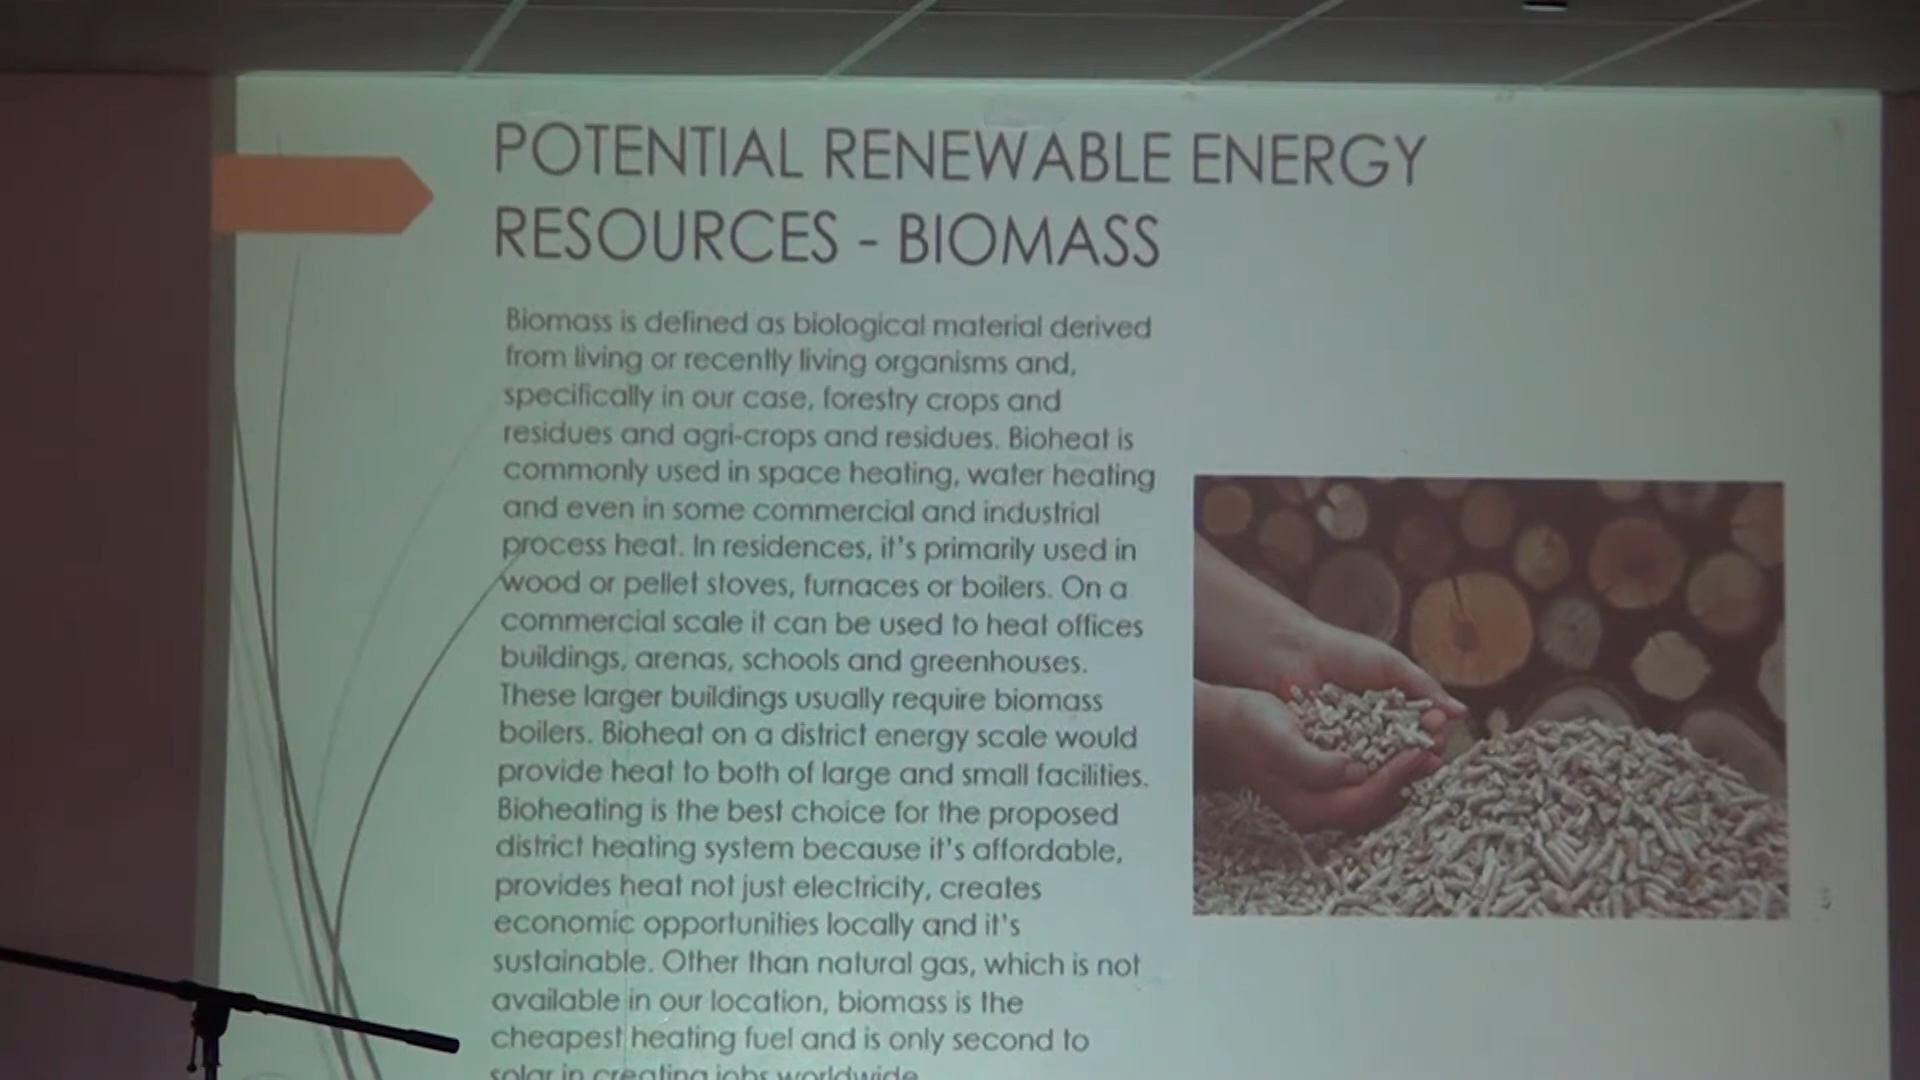 POTENTIAL RENEWABLE ENERGY
RESOURCES - BIOMASS
Biomass is defined as biological material derived
from living or recently living organisms and,
specifically in our case, forestry crops and
residues and agri-crops and residues. Bioheat is
commonly used in space heating, water heating
and even in some commercial and industrial
process heat. In residences, it's primarily used in
wood or pellet stoves, furnaces or boilers. On a
commercial scale it can be used to heat offices
buildings, arenas, schools and greenhouses.
These larger buildings usually require biomass
boilers. Bioheat on a district energy scale would
provide heat to both of large and small facilities.
Bioheating is the best choice for the proposed
district heating system because it's affordable,
provides heat not just electricity, creates
economic opportunities locally and it's
sustainable. Other than natural gas, which is not
available in our location, biomass is the
cheapest heating fuel and is only second to
solar in creating jobs worldwide